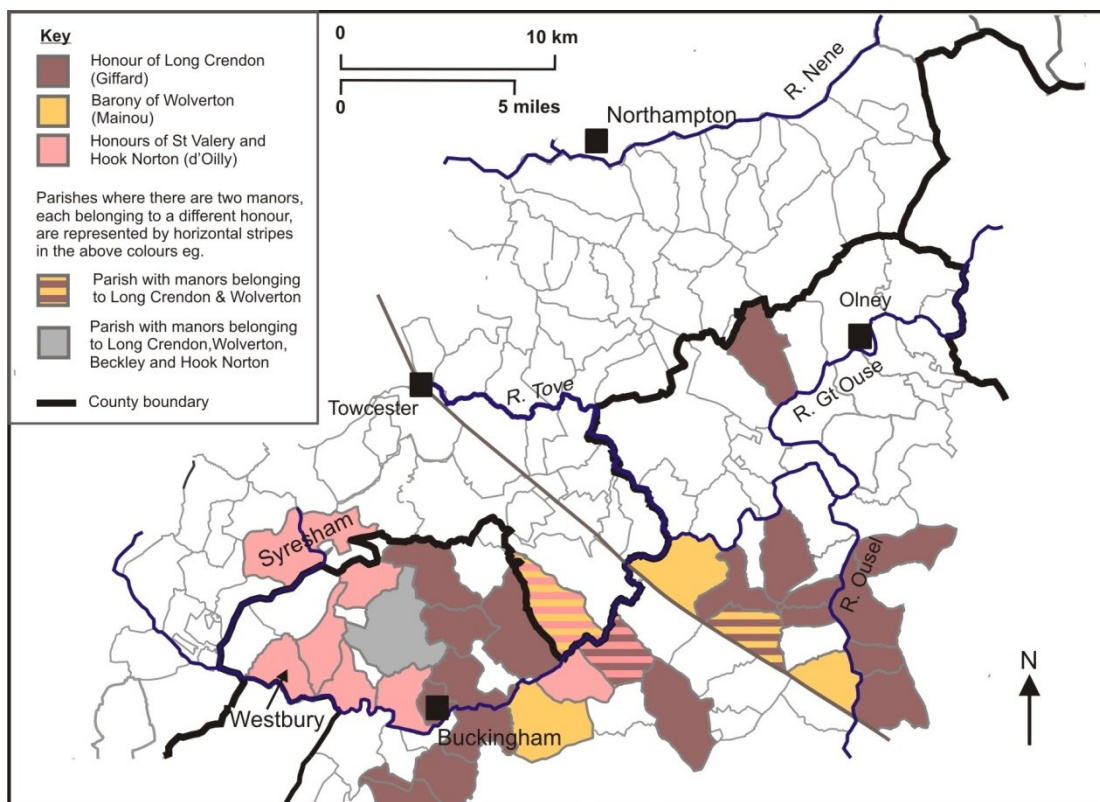 Key
Honour of Long Crendon
(Giffard)
Barony of Wolverton
(Mainou)
Honours of St Valery and
Hook Norton (d'Oilly)
Parishes where there are two manors,
each belonging to a different honour,
are represented by horizontal stripes
in the above colours eg.
Parish with manors belonging
to Long Crendon & Wolverton
Parish with manors belonging
to Long Crendon,Wolverton,
Beckley and Hook Norton
County boundary
0
10 km
0
5 miles
R. Nene
Northampton
Olney
R. Gt Ouse
R. Tove
Towcester
Syresham
R. Ousel
Westbury
Buckingham
N